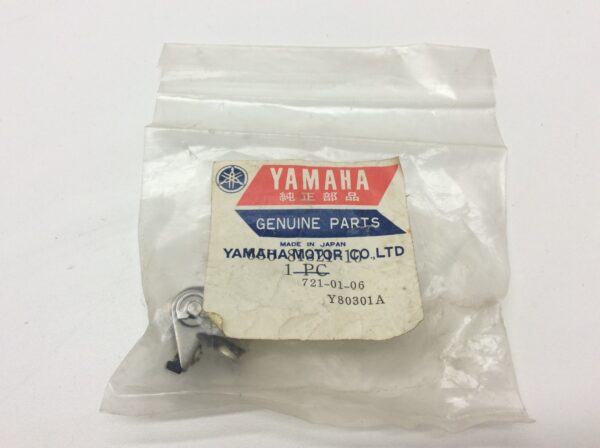 YAMAHA
純正部品
GENUINE PARTS
MADE IN JAPAN
YAMAHA MOTOR CO.,LTD
1 PC
721-01-06
Y80301A